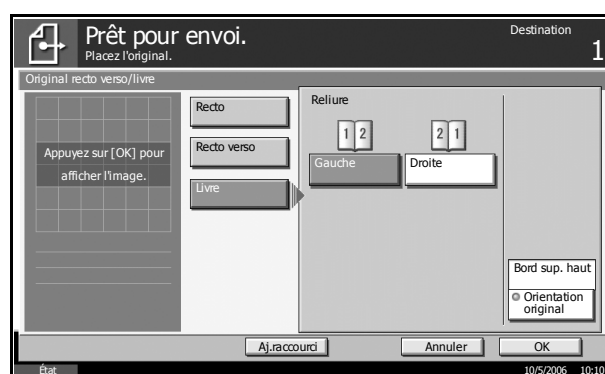 Prêt pour envoi.
Placez l'original.
Destination
1
Original recto verso/livre
Appuyez sur [OK] pour
afficher l'image.
Recto
Recto verso
Livre
Reliure
1 2
2 1
Gauche
Droite
Bord sup. haut
Orientation
original
Aj.raccourci
Annuler
OK
État
10/5/2006 10:10